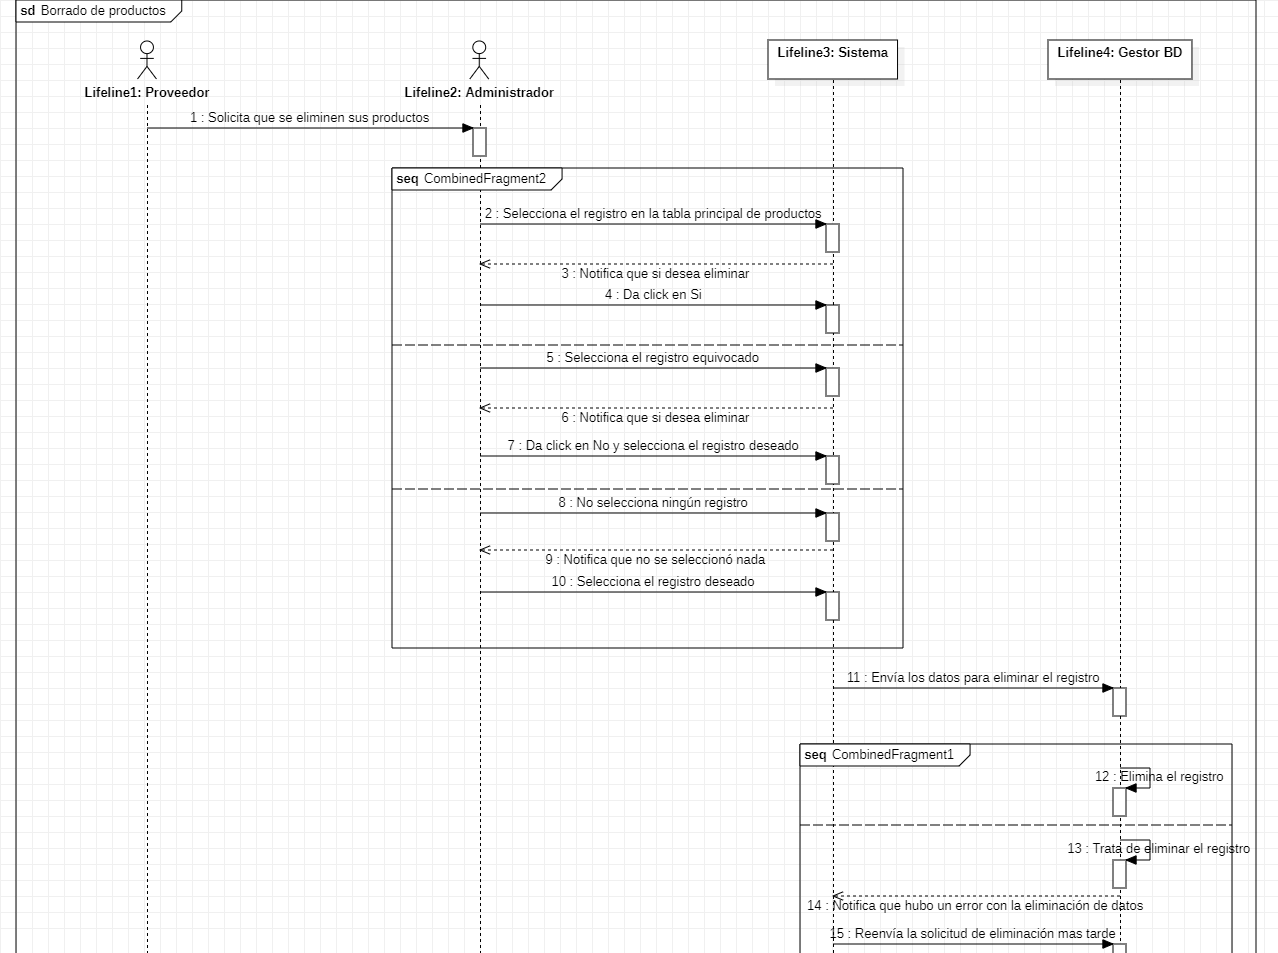 sd Borrado de productos
Lifeline1: Proveedor
Lifeline2: Administrador
Lifeline3: Sistema
Lifeline4: Gestor BD
1 : Solicita que se eliminen sus productos
seq CombinedFragment2
2 : Selecciona el registro en la tabla principal de productos
3 : Notifica que si desea eliminar
4 : Da click en Si
5 : Selecciona el registro equivocado
6 : Notifica que si desea eliminar
7 : Da click en No y selecciona el registro deseado
8 : No selecciona ningún registro
9 : Notifica que no se seleccionó nada
10 : Selecciona el registro deseado
11 : Envía los datos para eliminar el registro
seq CombinedFragment1
12 : Elimina el registro
13 : Trata de eliminar el registro
14 : Notifica que hubo un error con la eliminación de datos
15 : Reenvía la solicitud de eliminación mas tarde